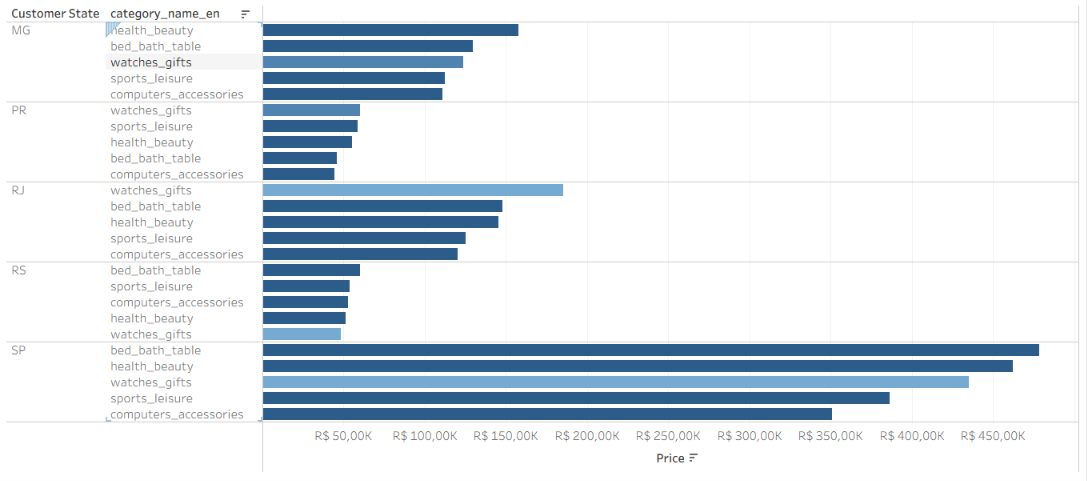 Customer State category_name_en
MG health_beauty
bed_bath_table
watches_gifts
sports_leisure
computers_accessories
PR watches_gifts
sports_leisure
health_beauty
bed_bath_table
computers_accessories
RJ watches_gifts
bed_bath_table
health_beauty
sports_leisure
computers_accessories
RS bed_bath_table
sports_leisure
computers_accessories
health_beauty
watches_gifts
SP bed_bath_table
health_beauty
watches_gifts
sports_leisure
computers_accessories
R$ 50,00K R$ 100,00K R$ 150,00K R$ 200,00K R$ 250,00K R$ 300,00K R$ 350,00K R$ 400,00K R$ 450,00K
Price